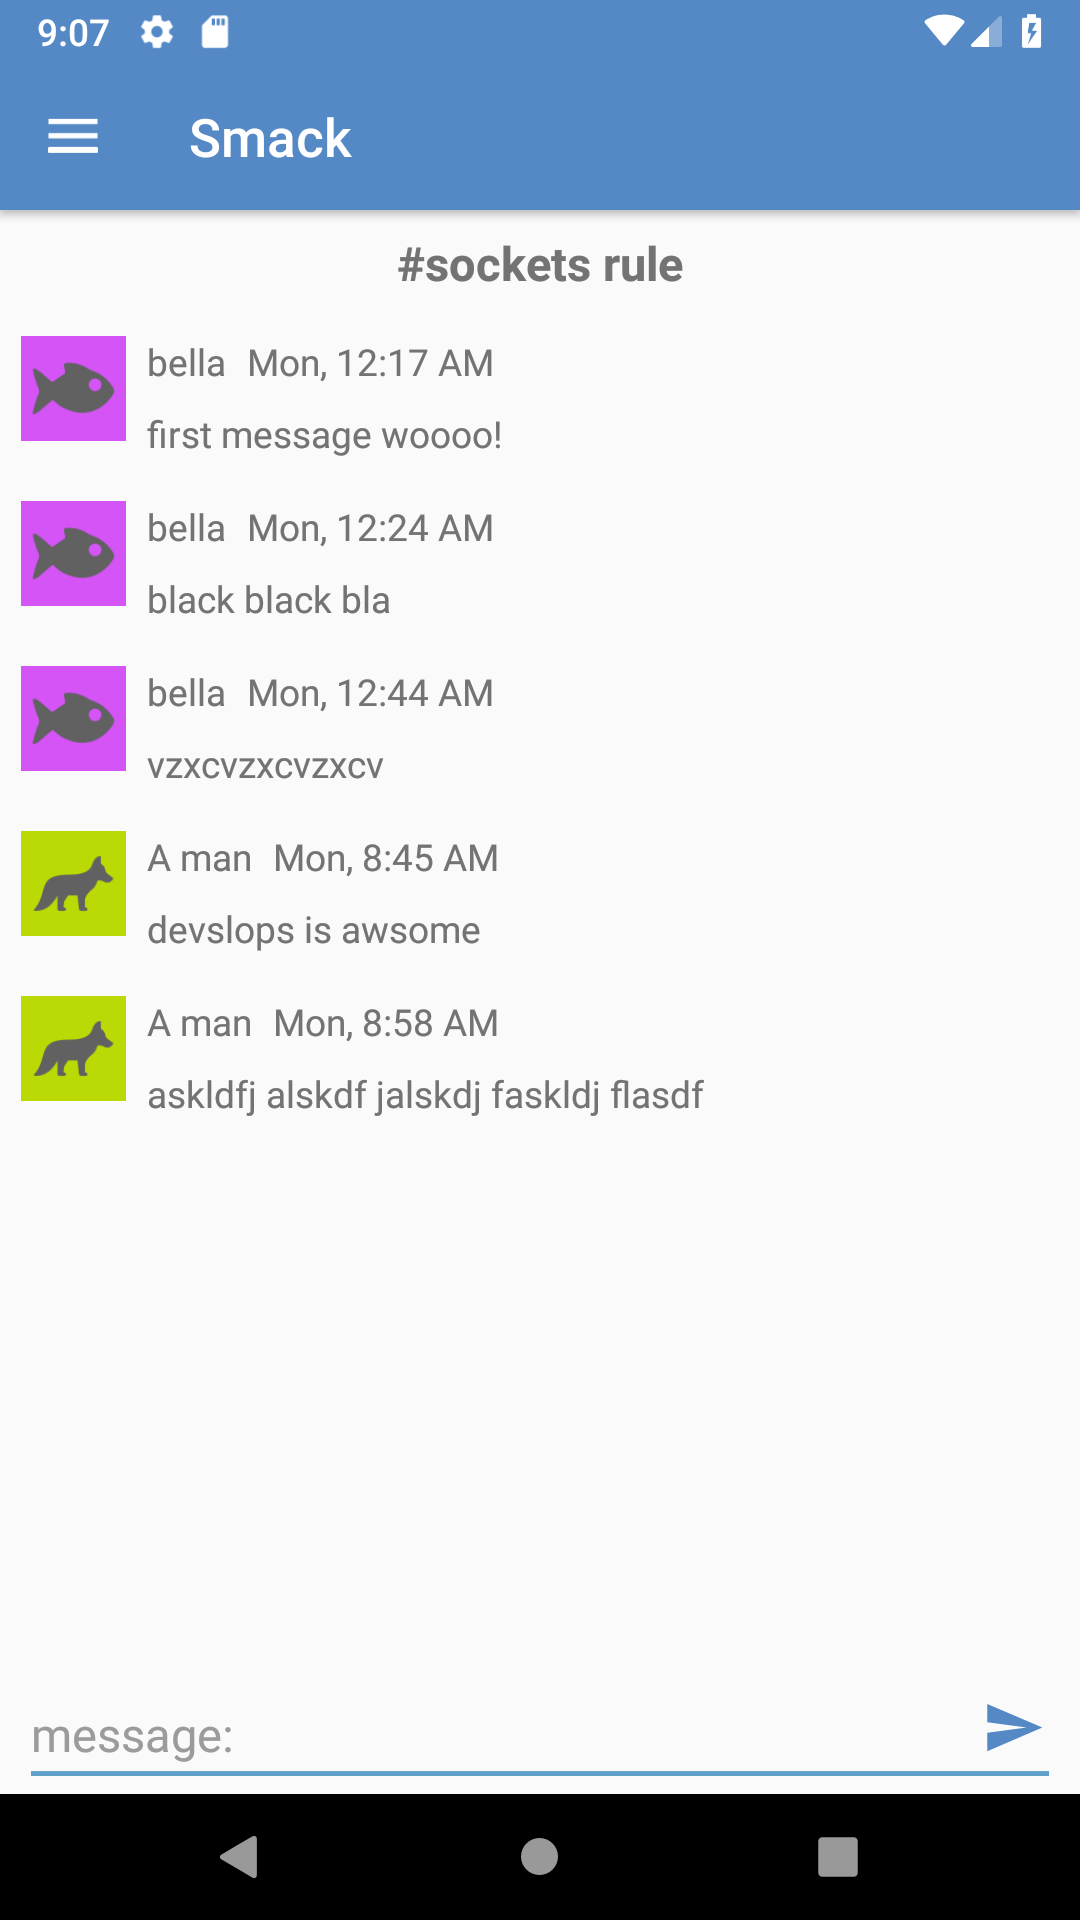 9:07
Smack
#sockets rule
bella Mon, 12:17 AM
first message woooo!
bella Mon, 12:24 AM
black black bla
bella Mon, 12:44 AM
vzxcvzxcvzxcv
A man Mon, 8:45 AM
devslops is awsome
A man Mon, 8:58 AM
askldfj alskdf jalskdj faskldj flasdf
message: